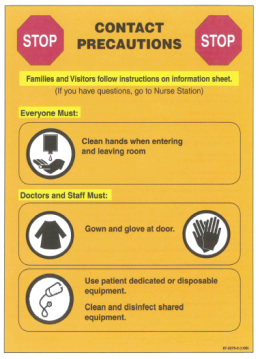 STOP
CONTACT
PRECAUTIONS
STOP
Families and Visitors follow instructions on information sheet.
(If you have questions, go to Nurse Station)
Everyone Must:
Clean hands when entering
and leaving room
Doctors and Staff Must:
Gown and glove at door.
Use patient dedicated or disposable
equipment.
Clean and disinfect shared
equipment.